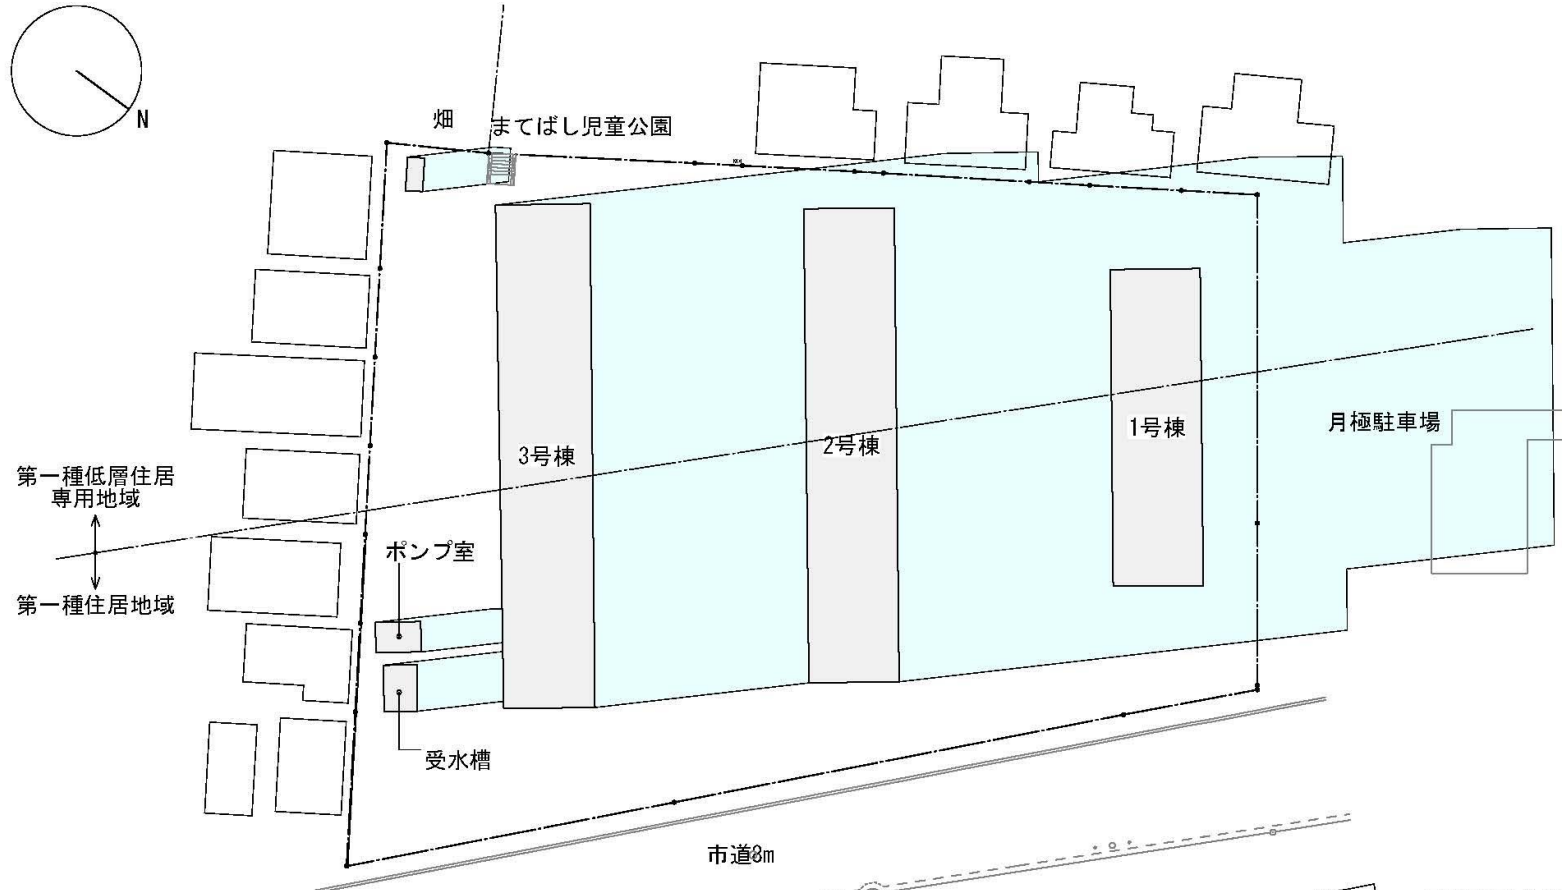 N
畑
まてばし児童公園
3号棟
2号棟
1号棟
月極駐車場
第一種低層住居
専用地域
第一種住居地域
ポンプ室
受水槽
市道8m